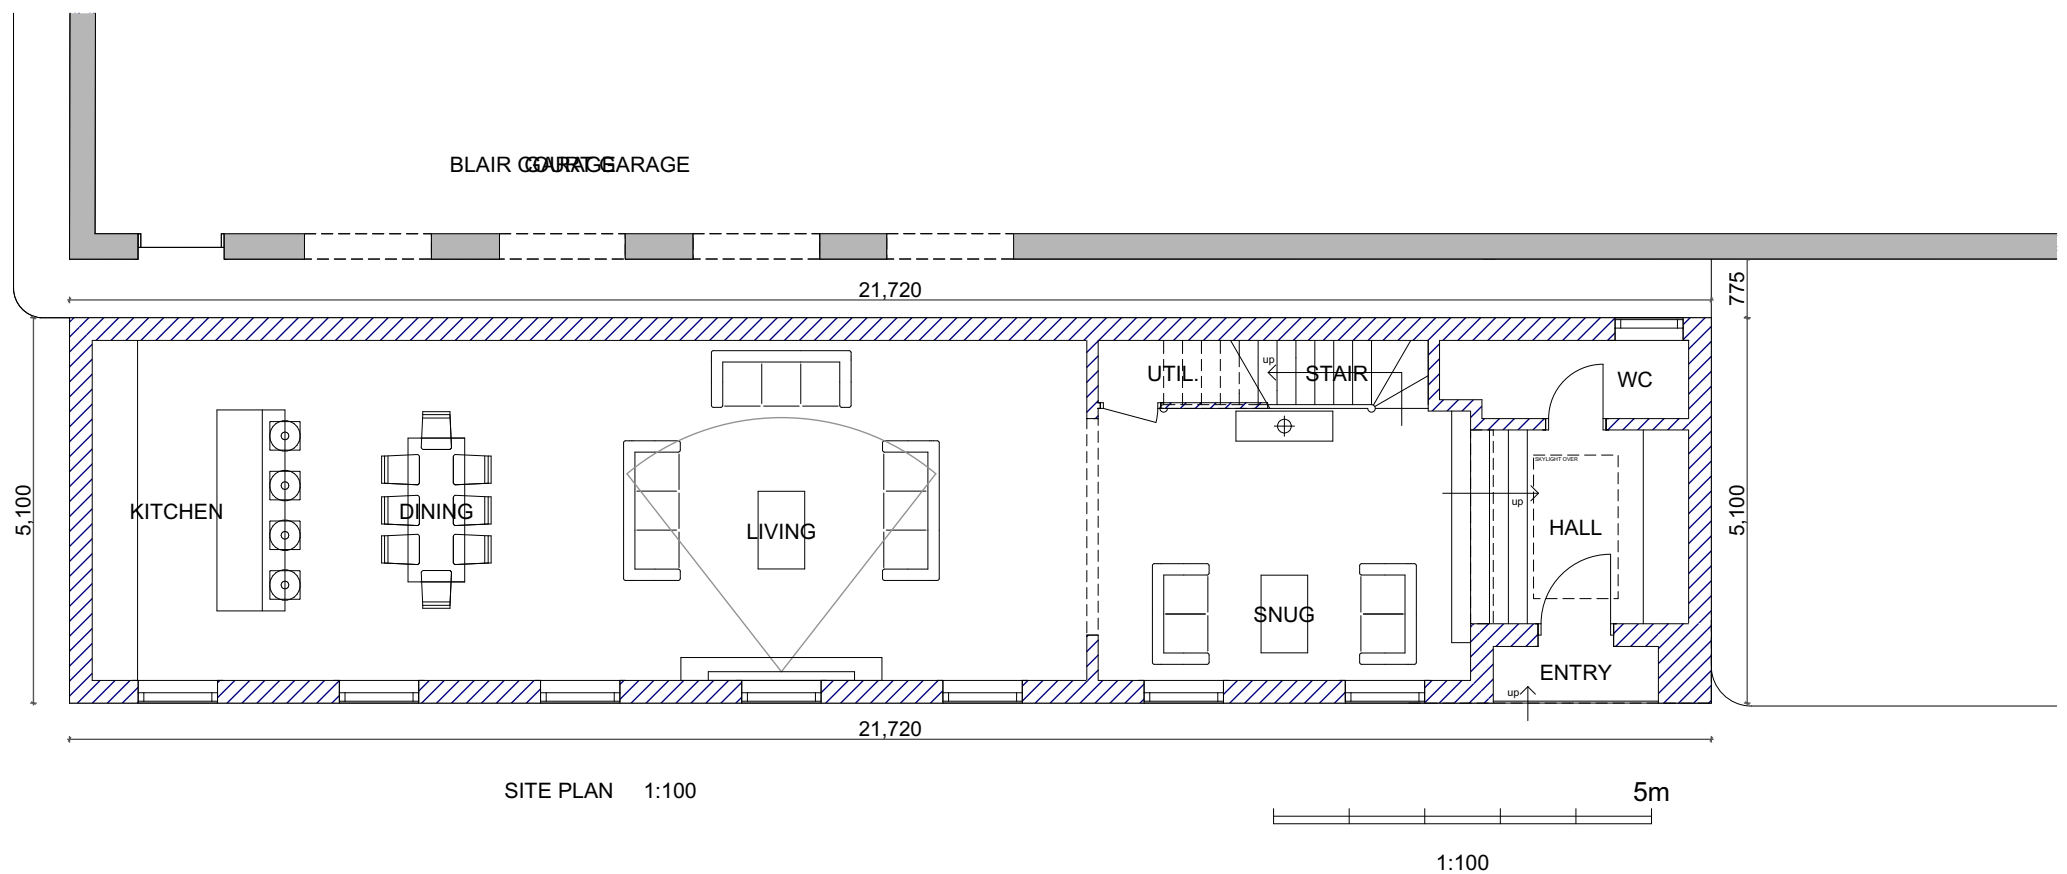 BLAIR COURT GARAGE
GARAGE
21,720
775
UTIL.
up
STAIR
WC
SKYLIGHT OVER
5,100
KITCHEN
DINING
LIVING
up
HALL
5,100
SNUG
ENTRY
up
21,720
SITE PLAN 1:100
5m
1:100